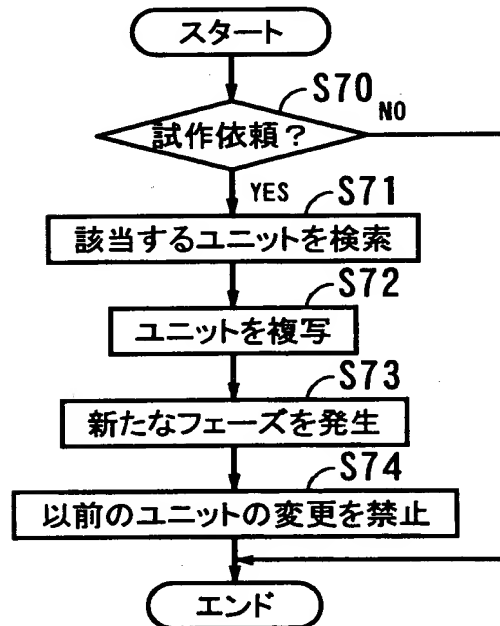 スタート
S70
試作依頼?
NO
YES
S71
該当するユニットを検索
S72
ユニットを複写
S73
新たなフェーズを発生
S74
以前のユニットの変更を禁止
エンド